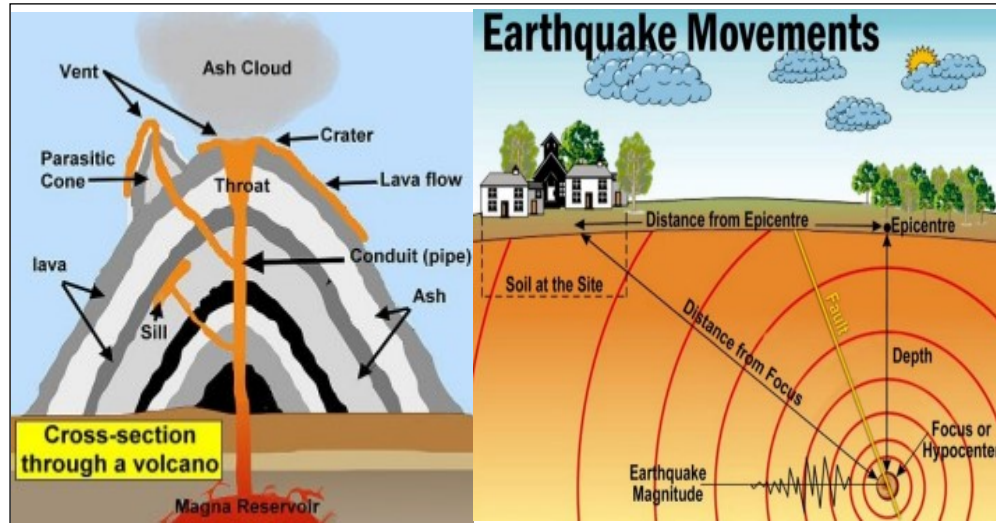 Vent
Ash Cloud
Crater
Parasitic
Cone
Throat
Lava flow
Conduit (pipe)
lava
Ash
Sill
Cross-section
through a volcano
Magna Reservoir
Earthquake Movements
Distance from Epicentre
Epicentre
Soil at the Site
Fault
Distance from Focus
Depth
Focus or
Hypocenter
Earthquake
Magnitude